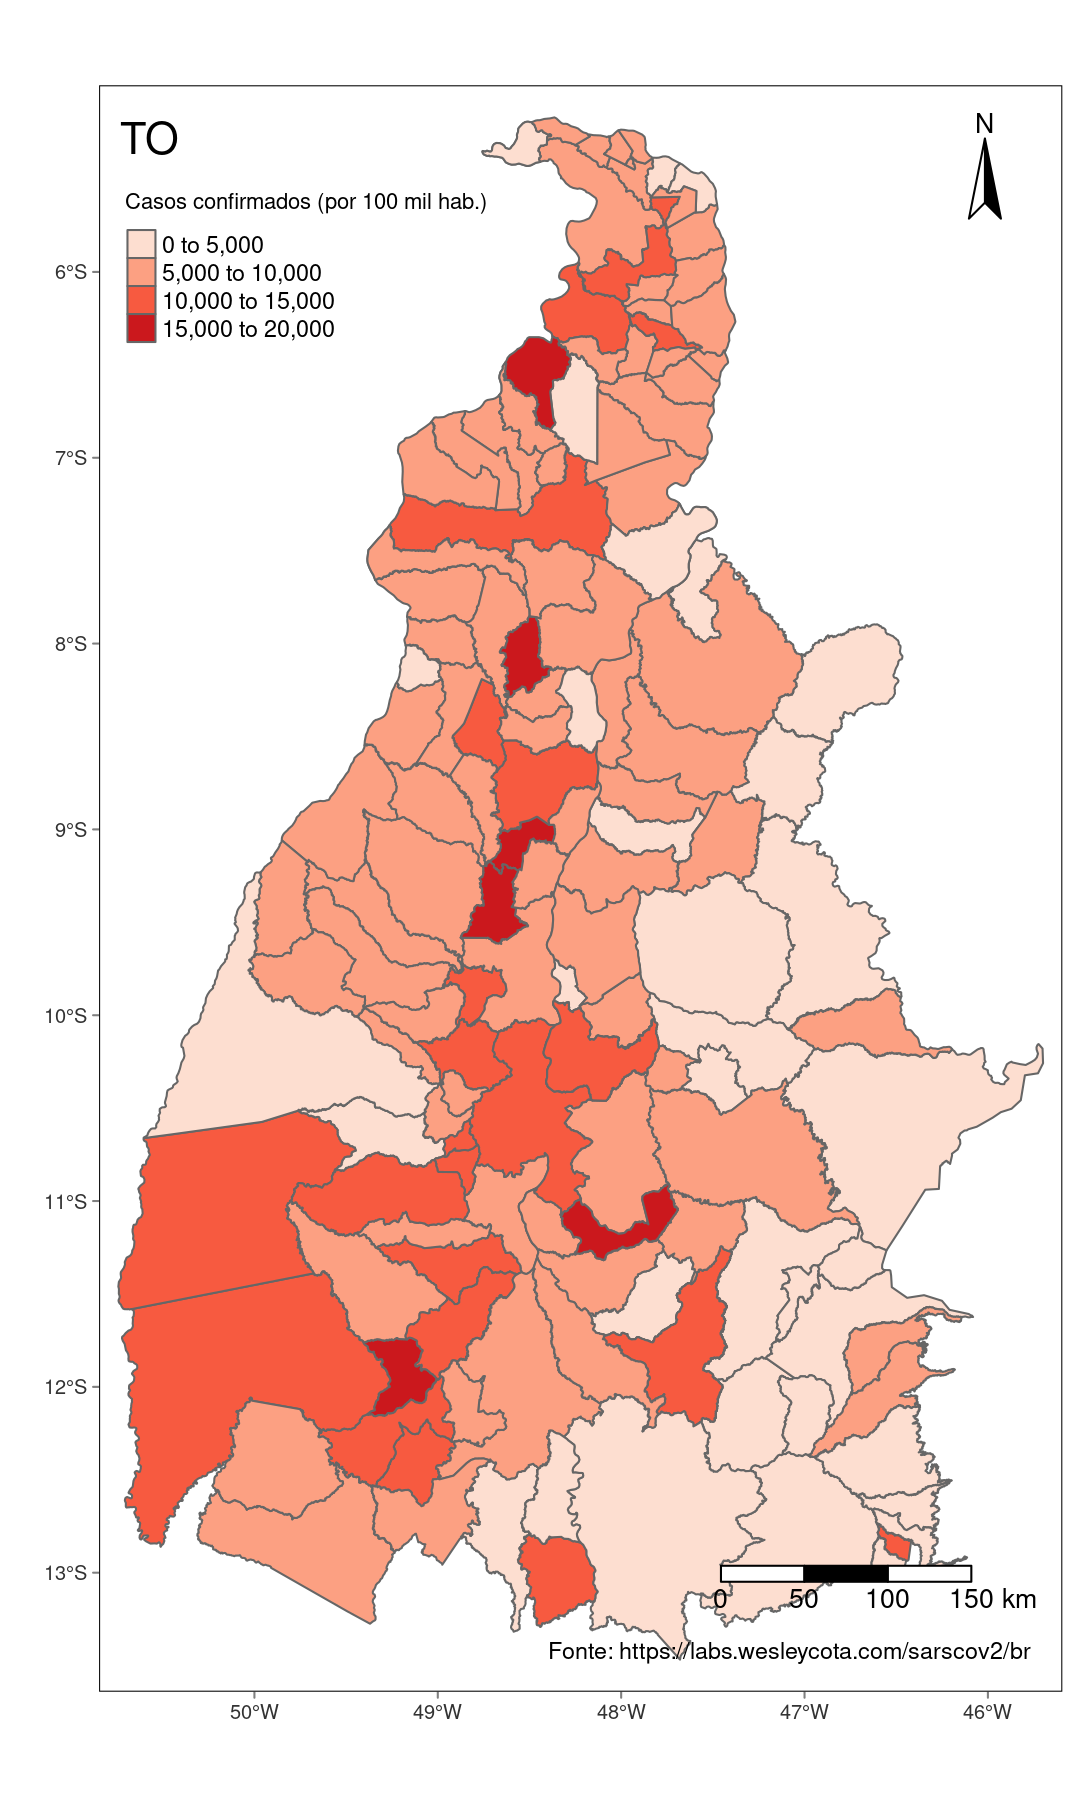 TO
N
Casos confirmados (por 100 mil hab.)
0 to 5,000
5,000 to 10,000
10,000 to 15,000
15,000 to 20,000
6°S
7°S
8°S
9°S
10°S
11°S
12°S
13°S
0 50 100 150 km
Fonte: https://labs.wesleycota.com/sarscov2/br
50°W 49°W 48°W 47°W 46°W